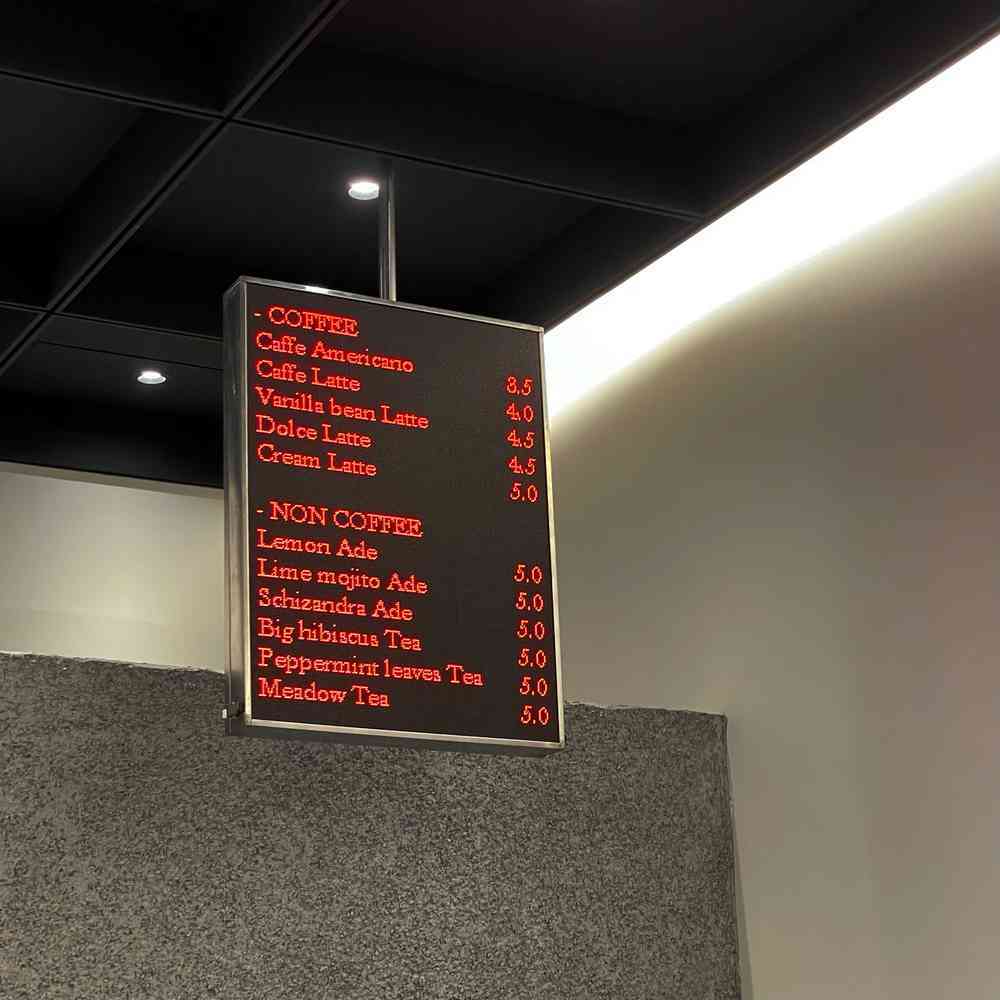 - COFFEE
Caffe Americano 3.5
Caffe Latte 4.0
Vanilla bean Latte 4.5
Dolce Latte 4.5
Cream Latte 5.0
- NON COFFEE
Lemon Ade 5.0
Lime mojito Ade 5.0
Schizandra Ade 5.0
Big hibiscus Tea 5.0
Peppermint leaves Tea 5.0
Meadow Tea 5.0